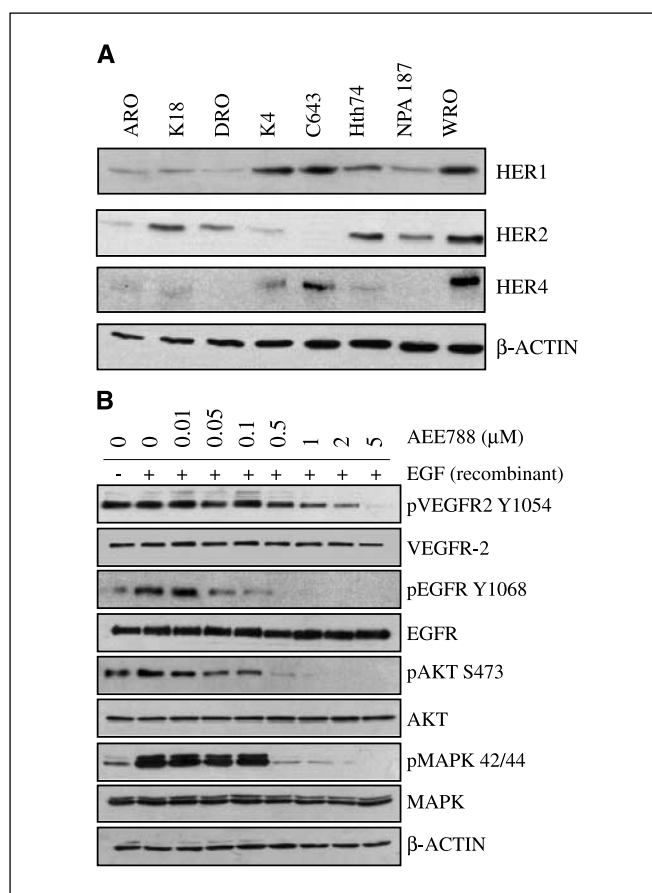 A
ARO K18 DRO K4 C643 Hth74 NPA 187 WRO
HER1
HER2
HER4
β-ACTIN
B
0 0 0.01 0.05 0.1 0.5 1 2 5 AEE788 (μM)
- + + + + + + + + EGF (recombinant)
pVEGFR2 Y1054
VEGFR-2
pEGFR Y1068
EGFR
pAKT S473
AKT
pMAPK 42/44
MAPK
β-ACTIN